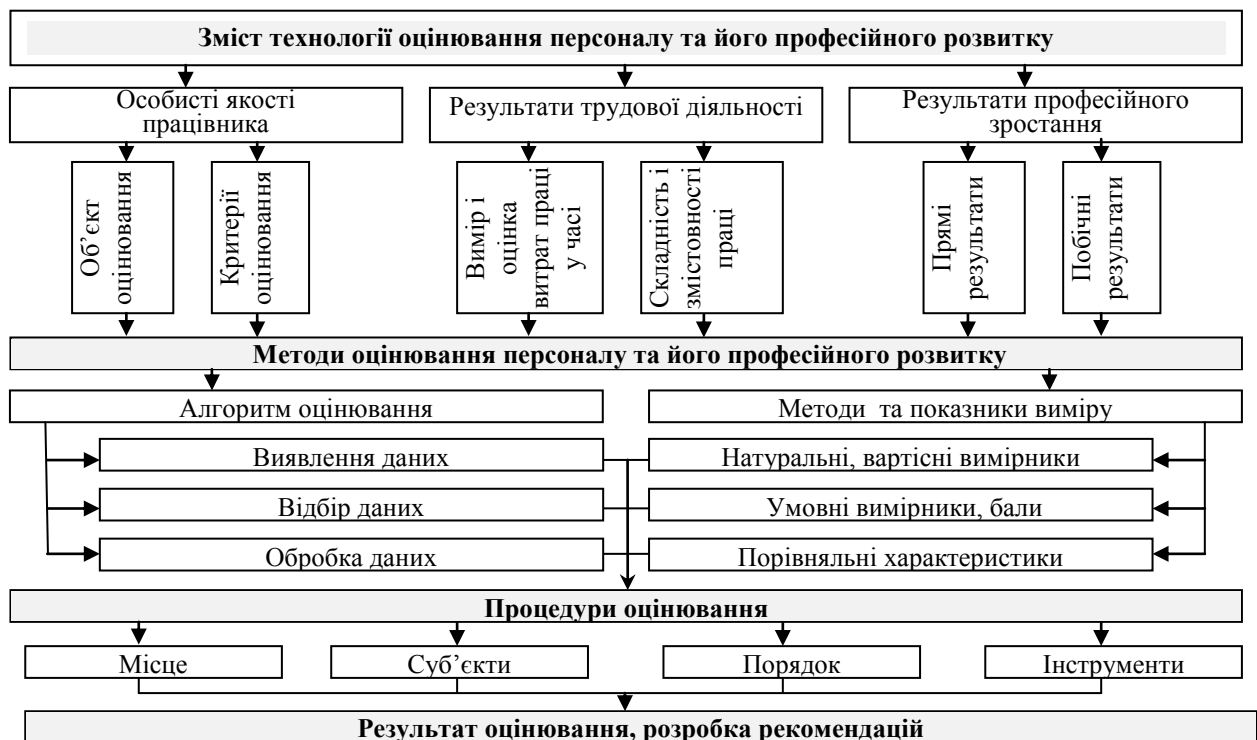 Зміст технології оцінювання персоналу та його професійного розвитку
Особисті якості
працівника
Результати трудової діяльності
Результати професійного
зростання
Об’єкт
оцінювання
Критерії
оцінювання
Вимір і
оцінка
витрат праці
у часі
Складність і
змістовності
праці
Прямі
результати
Побічні
результати
Методи оцінювання персоналу та його професійного розвитку
Алгоритм оцінювання
Методи та показники виміру
Виявлення даних
Натуральні, вартісні вимірники
Відбір даних
Умовні вимірники, бали
Обробка даних
Порівняльні характеристики
Процедури оцінювання
Місце
Суб’єкти
Порядок
Інструменти
Результат оцінювання, розробка рекомендацій